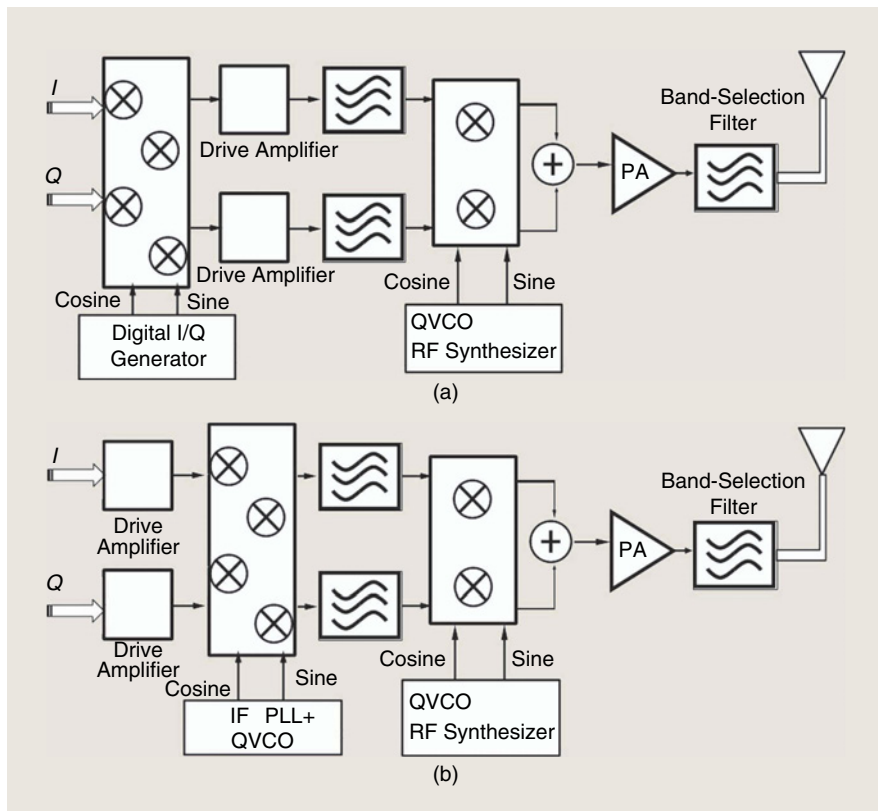 I
Drive Amplifier
Band-Selection
Filter
Q
PA
Drive Amplifier
Cosine
Sine
Cosine
Sine
Digital I/Q
Generator
QVCO
RF Synthesizer
(a)
I
Drive
Amplifier
Band-Selection
Filter
Q
PA
Drive
Amplifier
Cosine
Sine
Cosine
Sine
IF PLL+
QVCO
QVCO
RF Synthesizer
(b)